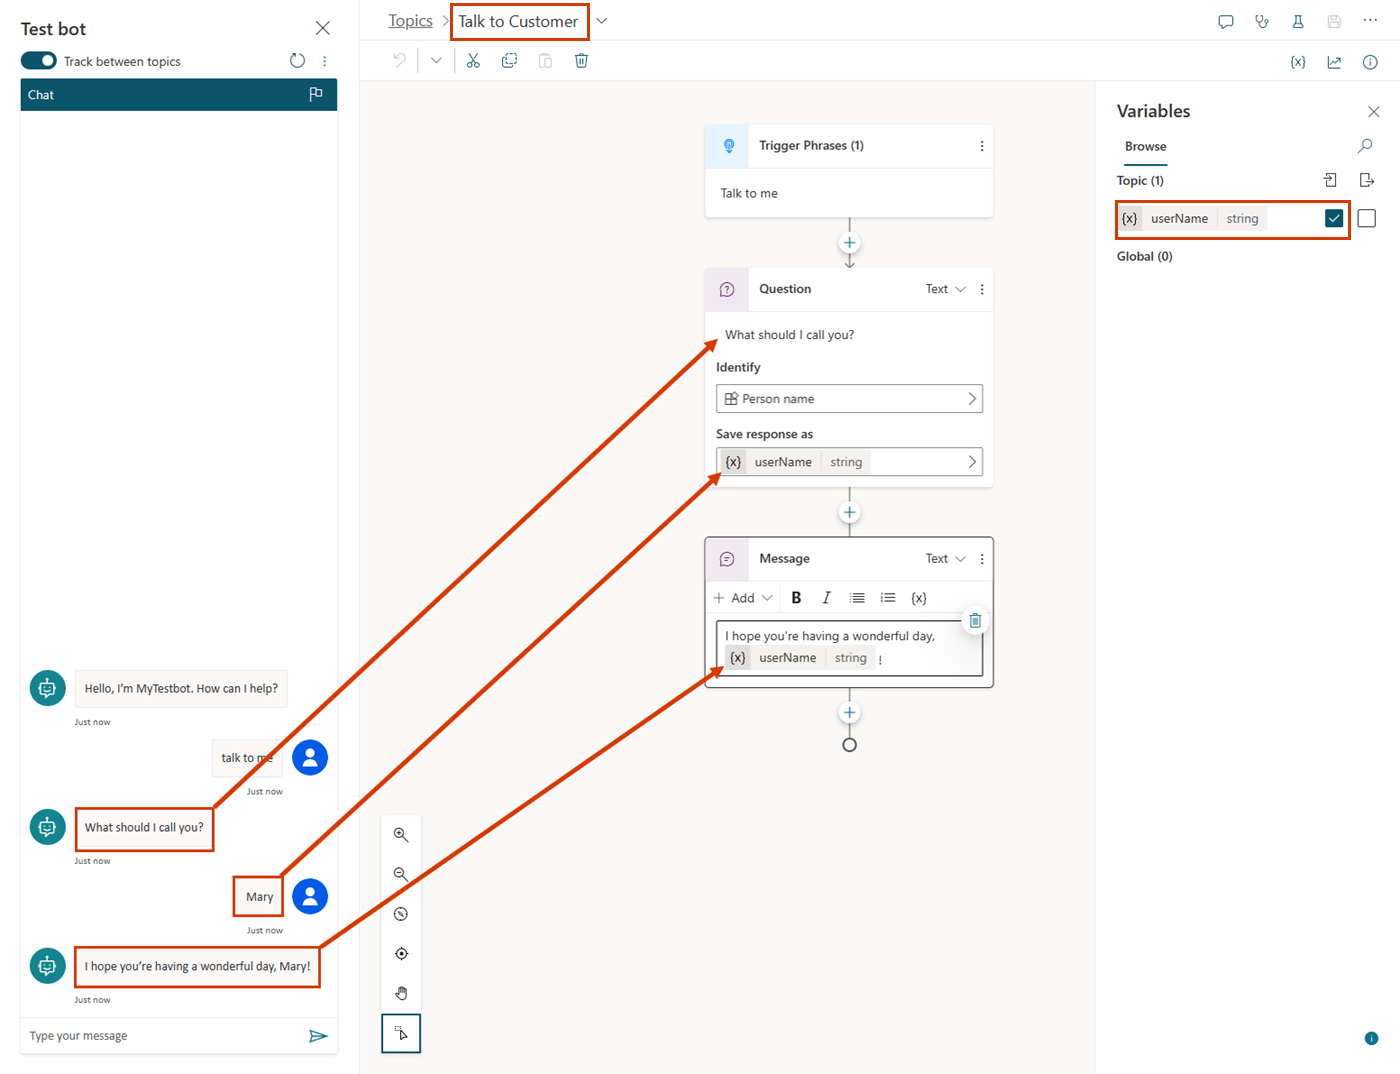 Test bot
Track between topics
Chat
Hello, I'm MyTestbot. How can I help?
Just now
talk to me
Just now
What should I call you?
Just now
Mary
Just now
I hope you're having a wonderful day, Mary!
Just now
Type your message
Topics > Talk to Customer
Trigger Phrases (1)
Talk to me
Question Text
What should I call you?
Identify
Person name
Save response as
{x} userName string
Message Text
+ Add B I {x}
I hope you're having a wonderful day,
{x} userName string !
{x}
Variables
Browse
Topic (1)
{x} userName string
Global (0)